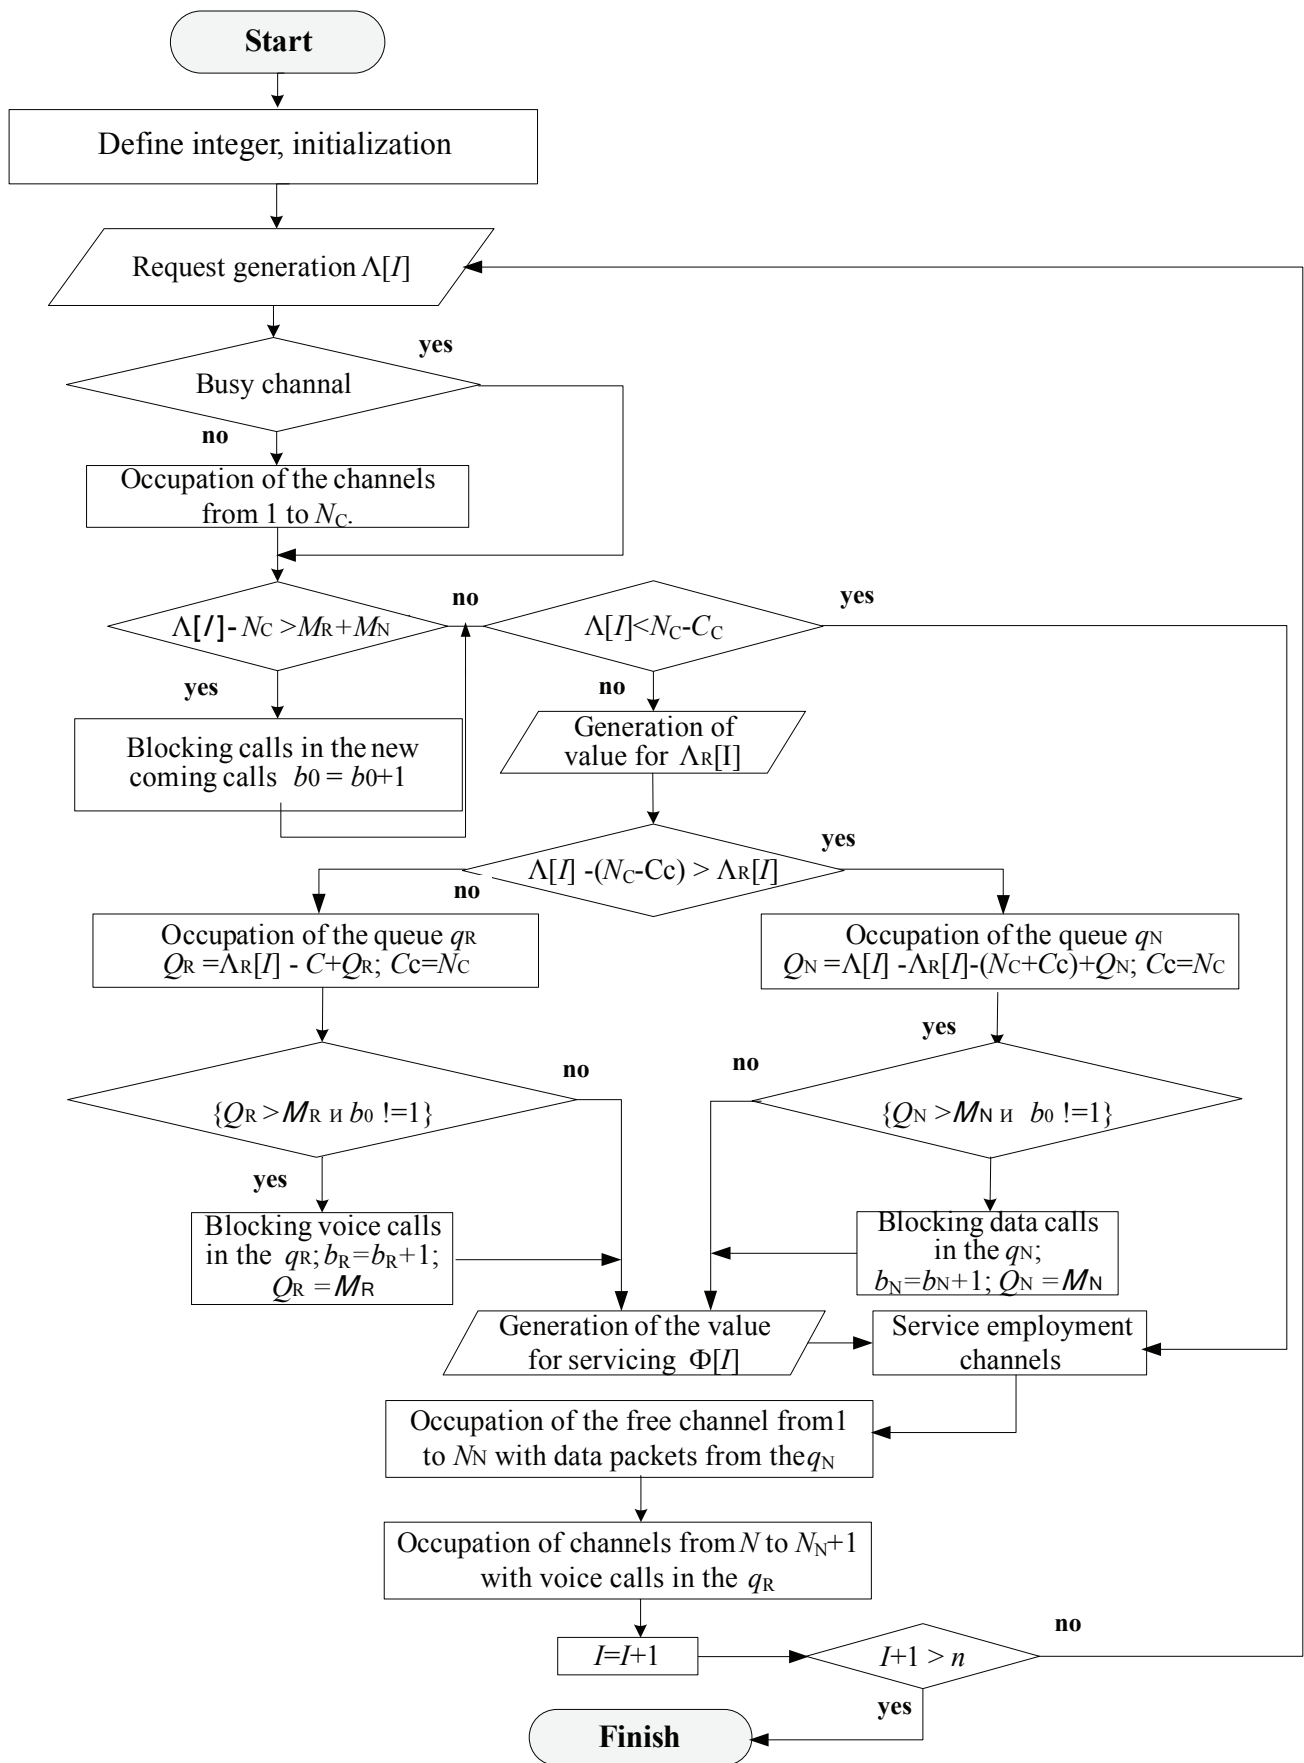 Start
Define integer, initialization
Request generation Λ[I]
yes
Busy channal
no
Occupation of the channels
from 1 to NC.
Λ[I]- NC >MR+MN
no
Λ[I]<NC-CC
yes
yes
no
Blocking calls in the new
coming calls b0 = b0+1
Generation of
value for ΛR[I]
Λ[I] -(NC-Cc) > ΛR[I]
yes
no
Occupation of the queue qR
QR =ΛR[I] - C+QR; Cc=NC
Occupation of the queue qN
QN =Λ[I] -ΛR[I]-(NC+Cc)+QN; Cc=NC
yes
no
no
{QR >MR и b0 !=1}
{QN >MN и b0 !=1}
yes
Blocking voice calls
in the qR; bR=bR+1;
QR =MR
Blocking data calls
in the qN;
bN=bN+1; QN =MN
Generation of the value
for servicing Φ[I]
Service employment
channels
Occupation of the free channel from 1
to NN with data packets from the qN
Occupation of channels from N to NN+1
with voice calls in the qR
I=I+1
I+1 > n
no
yes
Finish